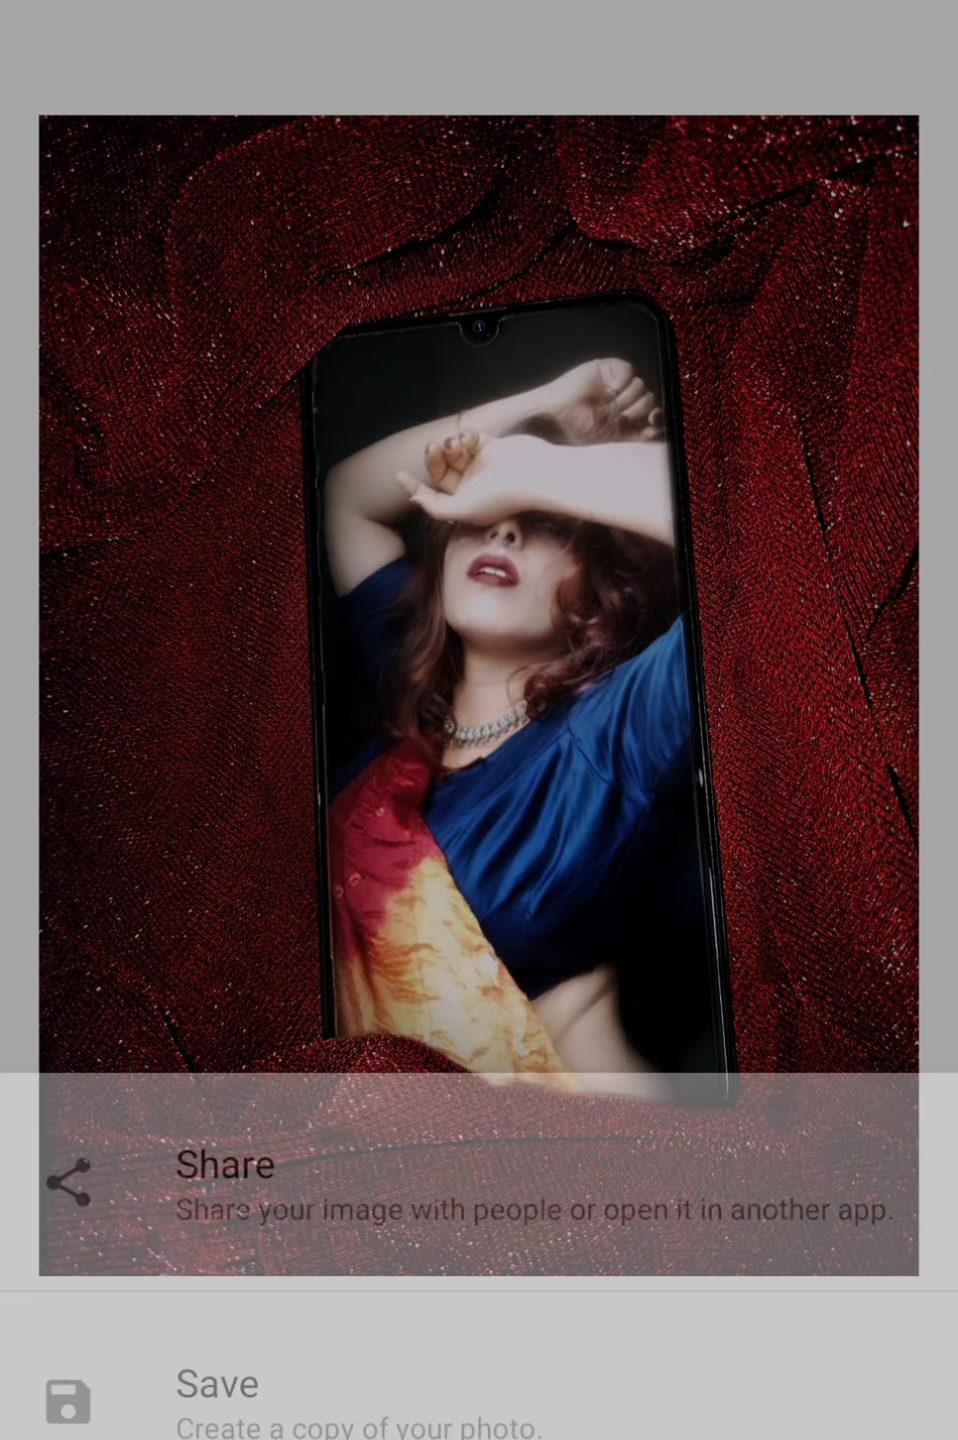 Share
Share your image with people or open it in another app.
Save
Create a copy of your photo.